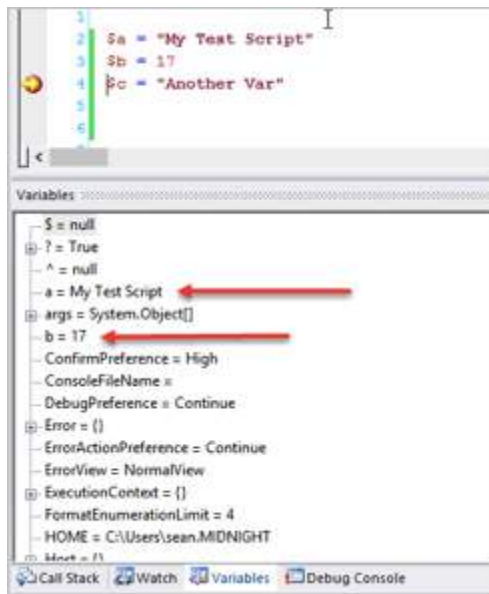 1
2 $a = "My Test Script"
3 $b = 17
4 $c = "Another Var"
5
6
Variables
$ = null
? = True
^ = null
a = My Test Script
args = System.Object[]
b = 17
ConfirmPreference = High
ConsoleFileName =
DebugPreference = Continue
Error = {}
ErrorActionPreference = Continue
ErrorView = NormalView
ExecutionContext = {}
FormatEnumerationLimit = 4
HOME = C:\Users\sean.MIDNIGHT
Host = {}
Call Stack Watch Variables Debug Console